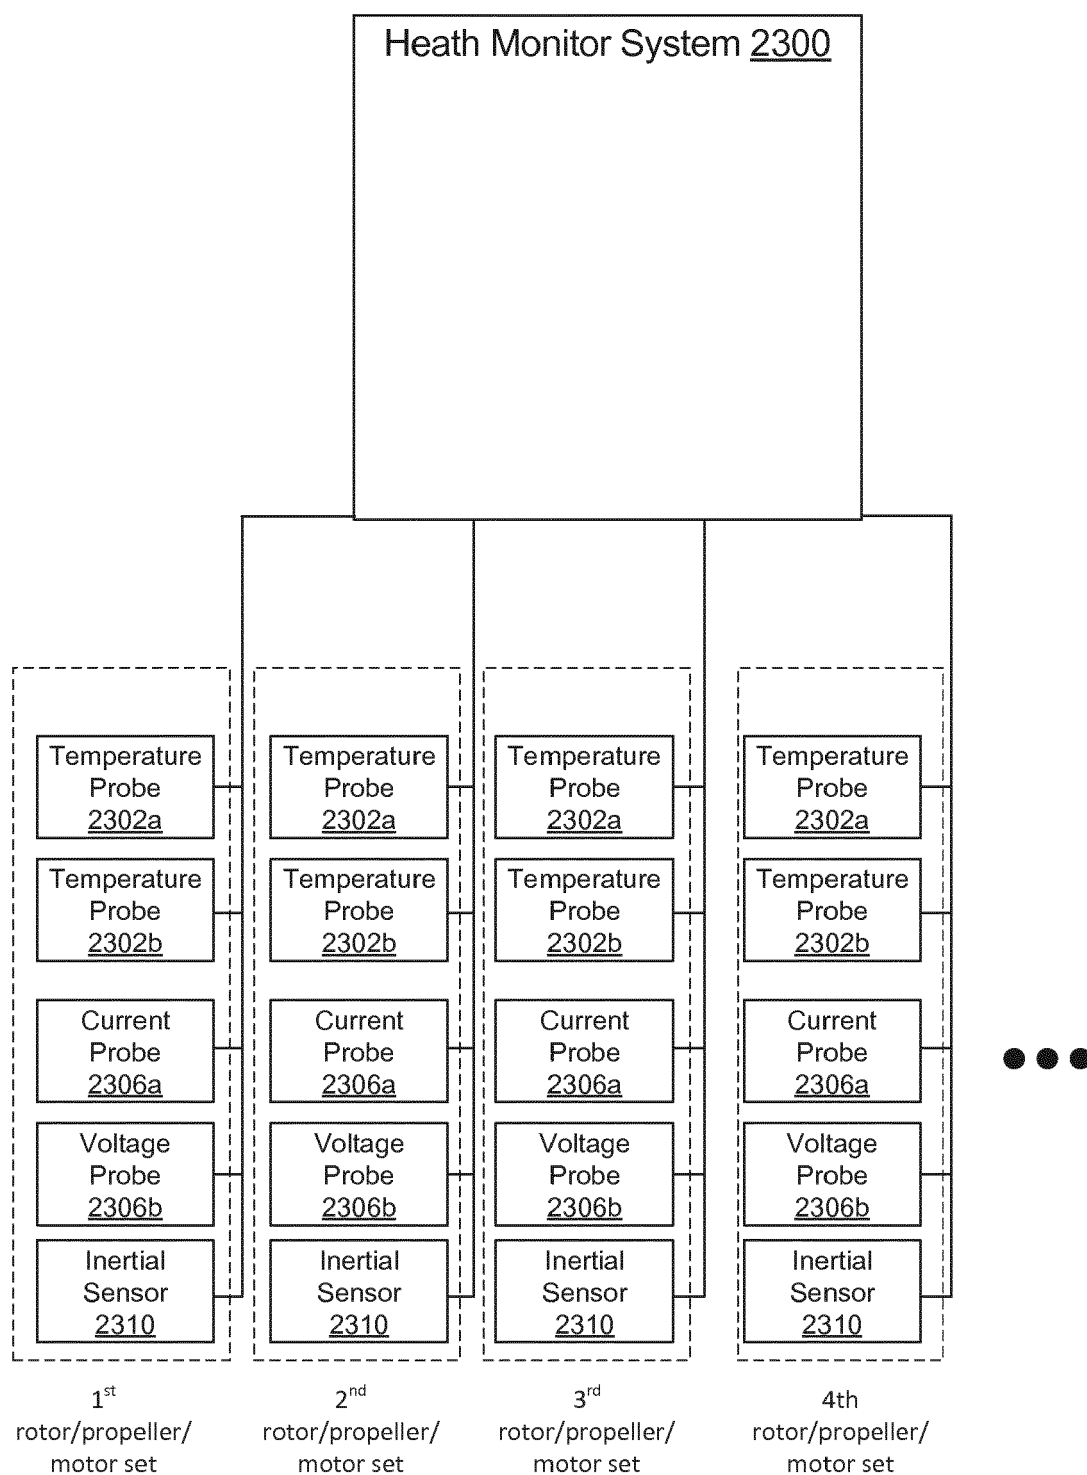 Heath Monitor System 2300
Temperature
Probe
2302a
Temperature
Probe
2302b
Current
Probe
2306a
Voltage
Probe
2306b
Inertial
Sensor
2310
1st
rotor/propeller/
motor set
Temperature
Probe
2302a
Temperature
Probe
2302b
Current
Probe
2306a
Voltage
Probe
2306b
Inertial
Sensor
2310
2nd
rotor/propeller/
motor set
Temperature
Probe
2302a
Temperature
Probe
2302b
Current
Probe
2306a
Voltage
Probe
2306b
Inertial
Sensor
2310
3rd
rotor/propeller/
motor set
Temperature
Probe
2302a
Temperature
Probe
2302b
Current
Probe
2306a
Voltage
Probe
2306b
Inertial
Sensor
2310
4th
rotor/propeller/
motor set